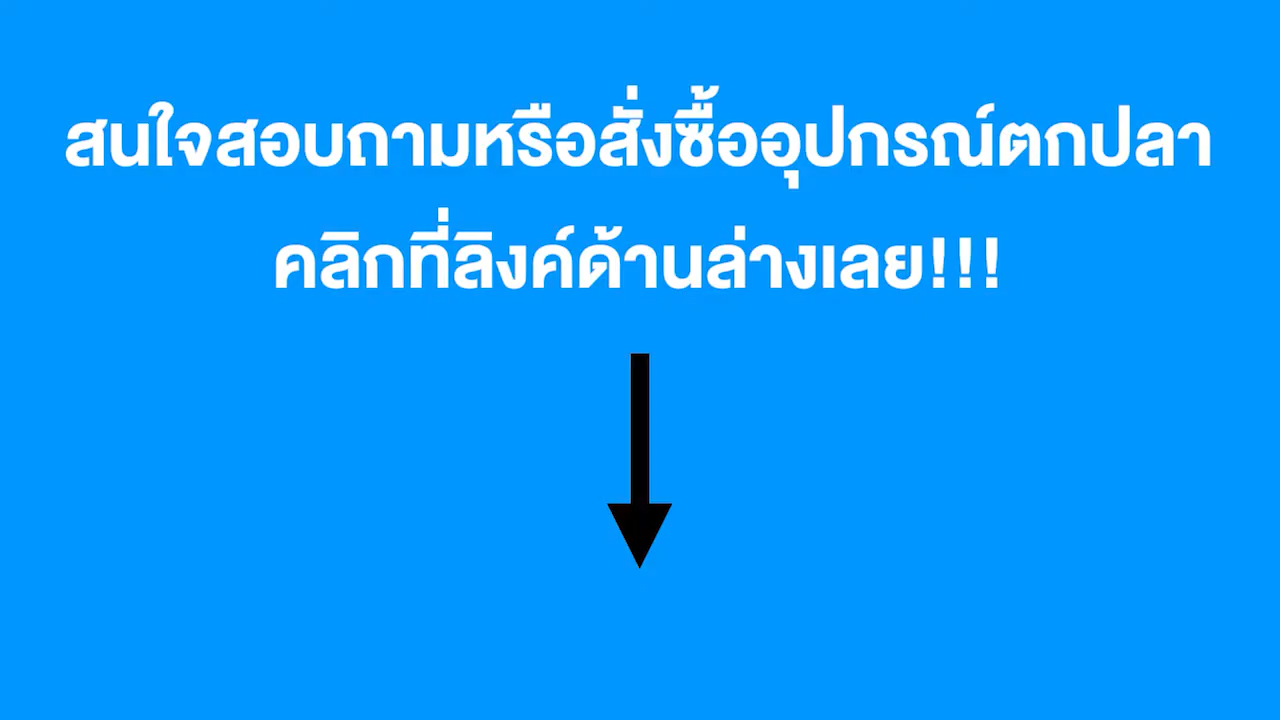 สนใจสอบถามหรือสั่งซื้ออุปกรณ์ตกปลา
คลิกที่ลิงค์ด้านล่างเลย!!!